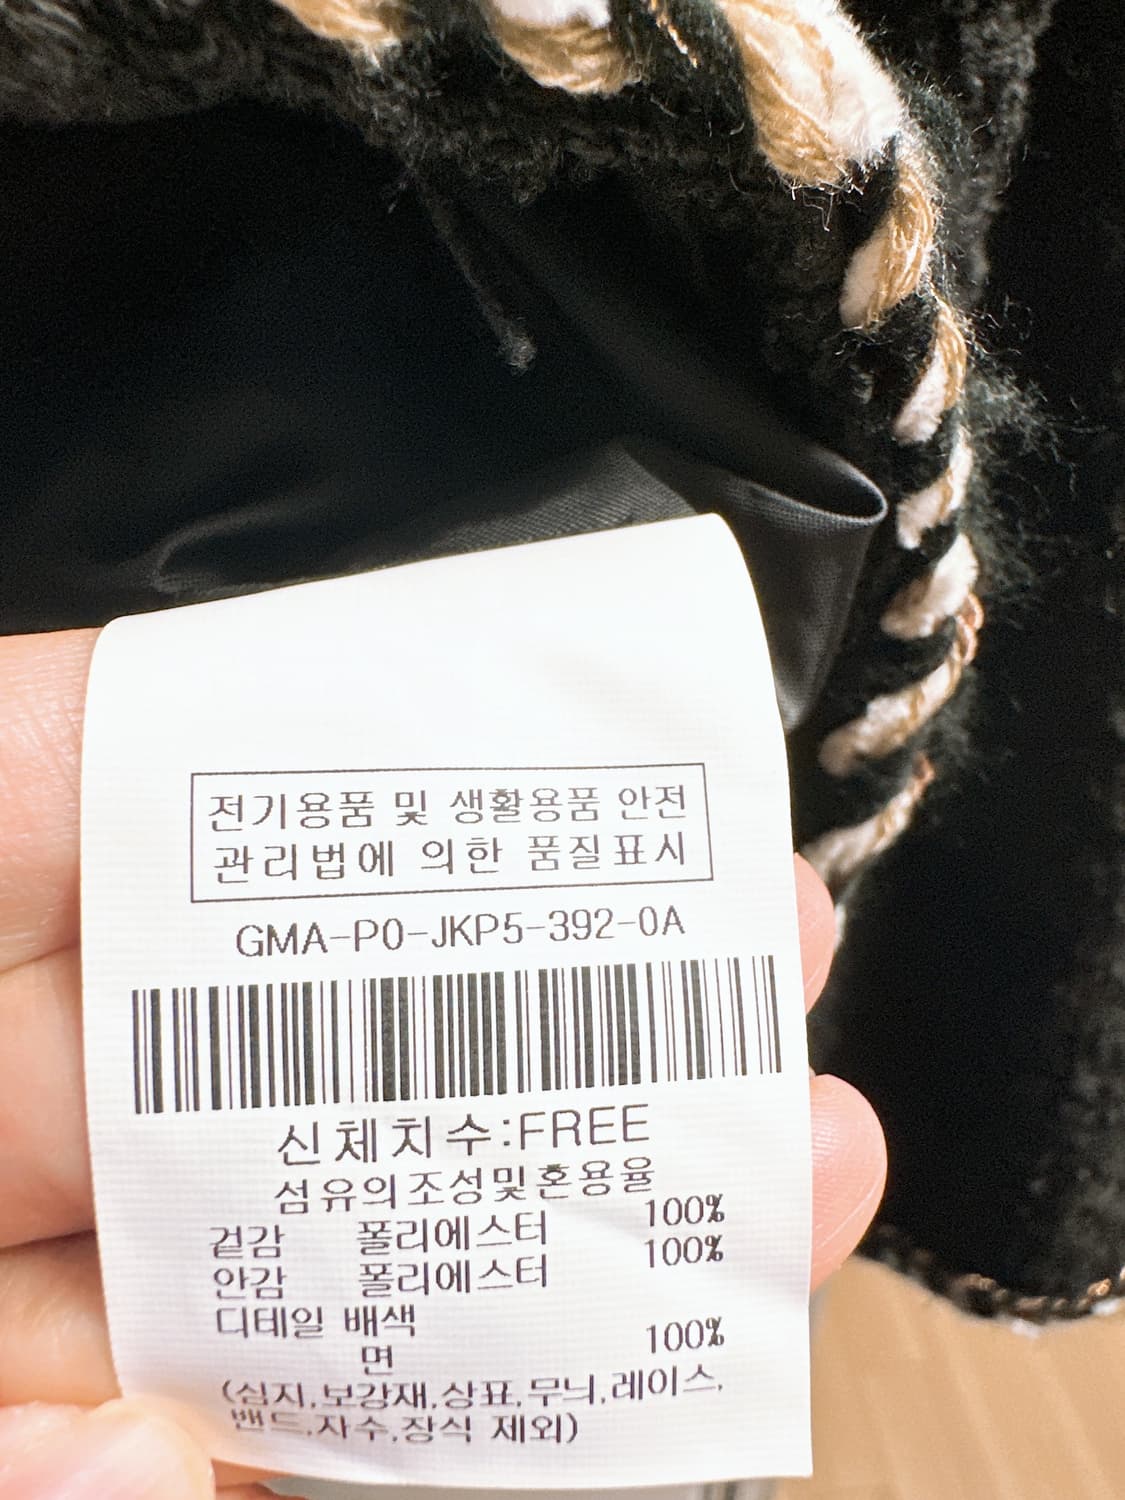 전기용품 및 생활용품 안전
관리법에 의한 품질표시
GMA-P0-JKP5-392-0A
신체치수:FREE
섬유의조성및혼용율
겉감 폴리에스터 100%
안감 폴리에스터 100%
디테일 배색
면 100%
(심지,보강재,상표,무늬,레이스,
밴드,자수,장식 제외)